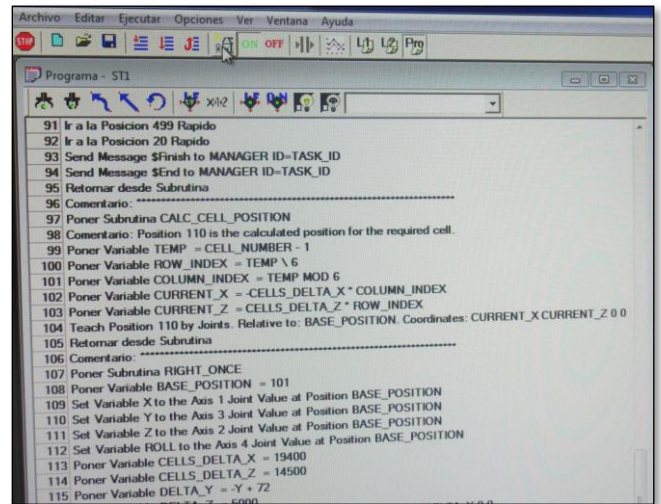 Archivo Editar Ejecutar Opciones Ver Ventana Ayuda
STOP ON OFF Pro
Programa - ST1
91 Ir a la Posicion 499 Rapido
92 Ir a la Posicion 20 Rapido
93 Send Message $Finish to MANAGER ID=TASK_ID
94 Send Message $End to MANAGER ID=TASK_ID
95 Retornar desde Subrutina
96 Comentario: ************************************************************
97 Poner Subrutina CALC_CELL_POSITION
98 Comentario: Position 110 is the calculated position for the required cell.
99 Poner Variable TEMP = CELL_NUMBER - 1
100 Poner Variable ROW_INDEX = TEMP \ 6
101 Poner Variable COLUMN_INDEX = TEMP MOD 6
102 Poner Variable CURRENT_X = -CELLS_DELTA_X * COLUMN_INDEX
103 Poner Variable CURRENT_Z = CELLS_DELTA_Z * ROW_INDEX
104 Teach Position 110 by Joints. Relative to: BASE_POSITION. Coordinates: CURRENT_X CURRENT_Z 0 0
105 Retornar desde Subrutina
106 Comentario: ************************************************************
107 Poner Subrutina RIGHT_ONCE
108 Poner Variable BASE_POSITION = 101
109 Set Variable X to the Axis 1 Joint Value at Position BASE_POSITION
110 Set Variable Y to the Axis 3 Joint Value at Position BASE_POSITION
111 Set Variable Z to the Axis 2 Joint Value at Position BASE_POSITION
112 Set Variable ROLL to the Axis 4 Joint Value at Position BASE_POSITION
113 Poner Variable CELLS_DELTA_X = 19400
114 Poner Variable CELLS_DELTA_Z = 14500
115 Poner Variable DELTA_Y = -Y + 72